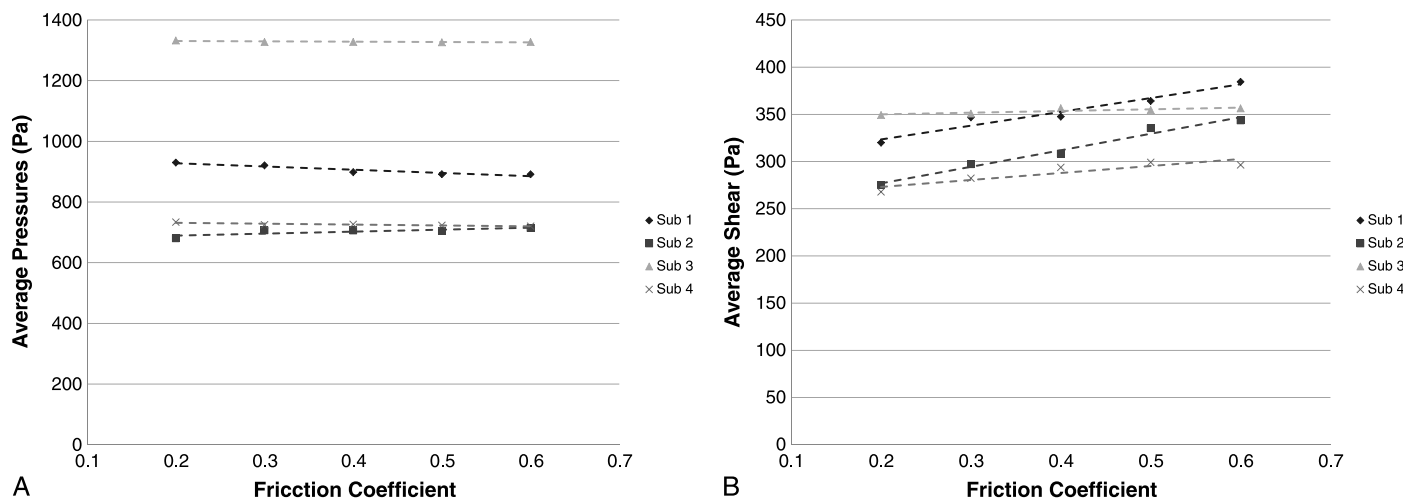 1400
1200
1000
800
600
400
200
0
Average Pressures (Pa)
0.1 0.2 0.3 0.4 0.5 0.6 0.7
Fricction Coefficient
Sub 1
Sub 2
Sub 3
Sub 4
A
450
400
350
300
250
200
150
100
50
0
Average Shear (Pa)
0.1 0.2 0.3 0.4 0.5 0.6 0.7
Friction Coefficient
Sub 1
Sub 2
Sub 3
Sub 4
B